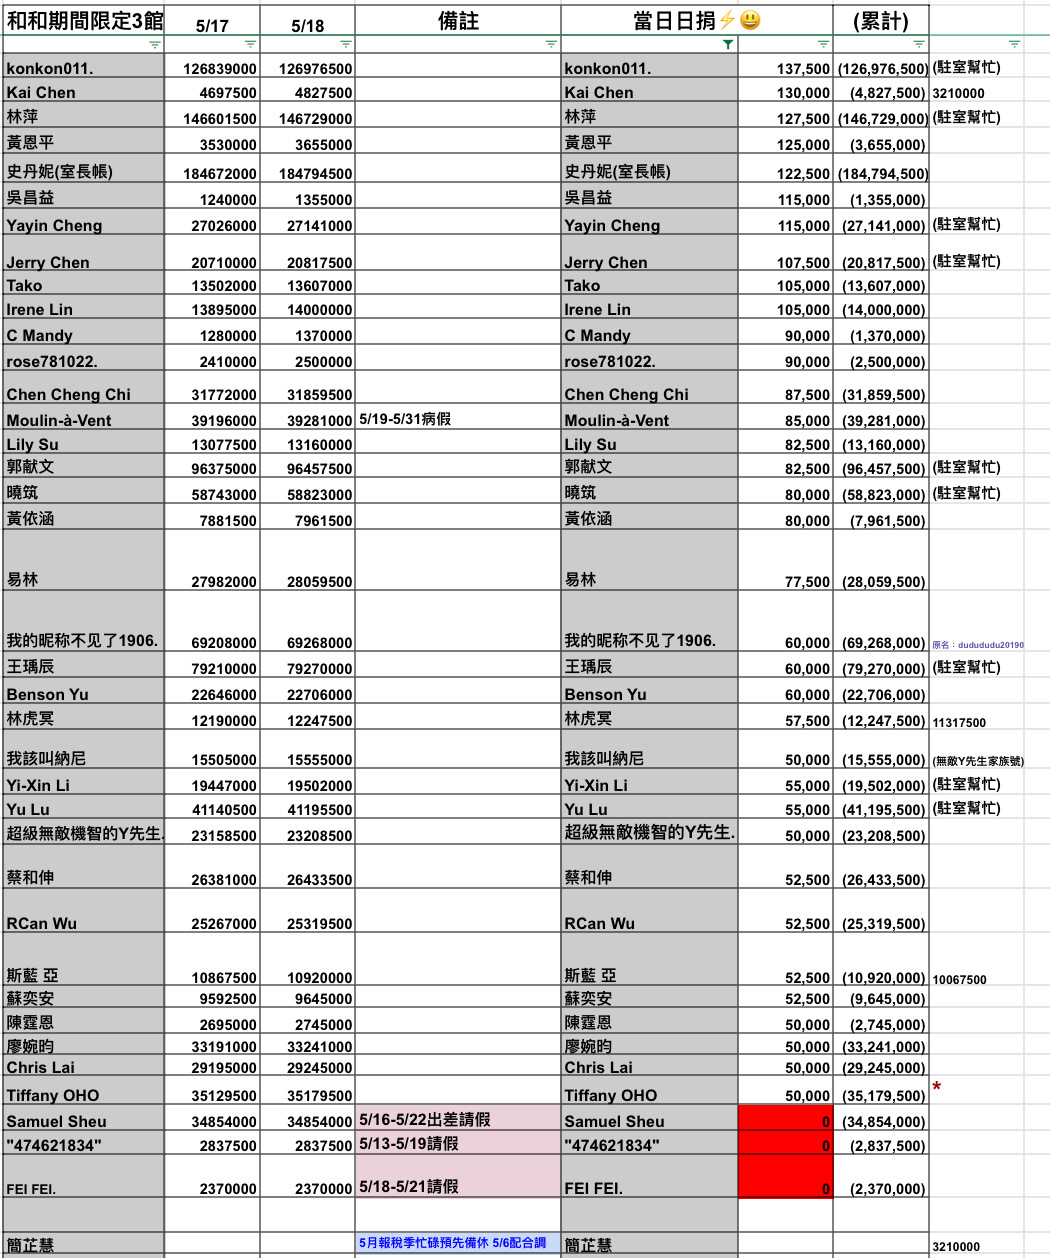 和和期間限定3館 5/17 5/18 備註 當日日捐⚡😃 (累計)
konkon011. 126839000 126976500 konkon011. 137,500 (126,976,500) (駐室幫忙)
Kai Chen 4697500 4827500 Kai Chen 130,000 (4,827,500) 3210000
林萍 146601500 146729000 林萍 127,500 (146,729,000) (駐室幫忙)
黃恩平 3530000 3655000 黃恩平 125,000 (3,655,000)
史丹妮(室長帳) 184672000 184794500 史丹妮(室長帳) 122,500 (184,794,500)
吳昌益 1240000 1355000 吳昌益 115,000 (1,355,000)
Yayin Cheng 27026000 27141000 Yayin Cheng 115,000 (27,141,000) (駐室幫忙)
Jerry Chen 20710000 20817500 Jerry Chen 107,500 (20,817,500) (駐室幫忙)
Tako 13502000 13607000 Tako 105,000 (13,607,000)
Irene Lin 13895000 14000000 Irene Lin 105,000 (14,000,000)
C Mandy 1280000 1370000 C Mandy 90,000 (1,370,000)
rose781022. 2410000 2500000 rose781022. 90,000 (2,500,000)
Chen Cheng Chi 31772000 31859500 Chen Cheng Chi 87,500 (31,859,500)
Moulin-à-Vent 39196000 39281000 5/19-5/31病假 Moulin-à-Vent 85,000 (39,281,000)
Lily Su 13077500 13160000 Lily Su 82,500 (13,160,000)
郭献文 96375000 96457500 郭献文 82,500 (96,457,500) (駐室幫忙)
曉筑 58743000 58823000 曉筑 80,000 (58,823,000) (駐室幫忙)
黃依涵 7881500 7961500 黃依涵 80,000 (7,961,500)
易林 27982000 28059500 易林 77,500 (28,059,500)
我的昵称不见了1906. 69208000 69268000 我的昵称不见了1906. 60,000 (69,268,000) 原名：dudududu20190
王瑀辰 79210000 79270000 王瑀辰 60,000 (79,270,000) (駐室幫忙)
Benson Yu 22646000 22706000 Benson Yu 60,000 (22,706,000)
林虎冥 12190000 12247500 林虎冥 57,500 (12,247,500) 11317500
我該叫納尼 15505000 15555000 我該叫納尼 50,000 (15,555,000) (無敵Y先生家族號)
Yi-Xin Li 19447000 19502000 Yi-Xin Li 55,000 (19,502,000) (駐室幫忙)
Yu Lu 41140500 41195500 Yu Lu 55,000 (41,195,500) (駐室幫忙)
超級無敵機智的Y先生. 23158500 23208500 超級無敵機智的Y先生. 50,000 (23,208,500)
蔡和伸 26381000 26433500 蔡和伸 52,500 (26,433,500)
RCan Wu 25267000 25319500 RCan Wu 52,500 (25,319,500)
斯藍 亞 10867500 10920000 斯藍 亞 52,500 (10,920,000) 10067500
蘇奕安 9592500 9645000 蘇奕安 52,500 (9,645,000)
陳霆恩 2695000 2745000 陳霆恩 50,000 (2,745,000)
廖婉昀 33191000 33241000 廖婉昀 50,000 (33,241,000)
Chris Lai 29195000 29245000 Chris Lai 50,000 (29,245,000)
Tiffany OHO 35129500 35179500 Tiffany OHO 50,000 (35,179,500) *
Samuel Sheu 34854000 34854000 5/16-5/22出差請假 Samuel Sheu 0 (34,854,000)
"474621834" 2837500 2837500 5/13-5/19請假 "474621834" 0 (2,837,500)
FEI FEI. 2370000 2370000 5/18-5/21請假 FEI FEI. 0 (2,370,000)
簡芷慧 5月報稅季忙碌預先備休 5/6配合調 簡芷慧 3210000